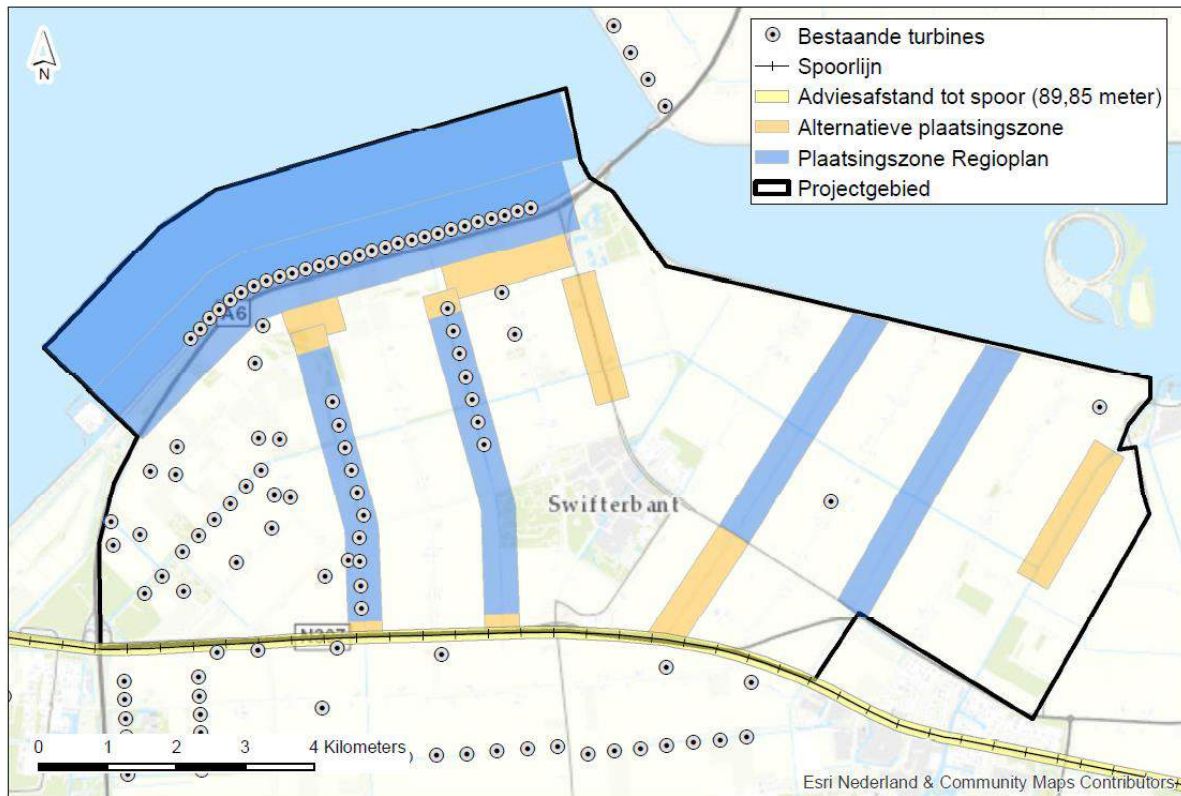 N
Bestaande turbines
Spoorlijn
Adviesafstand tot spoor (89,85 meter)
Alternatieve plaatsingszone
Plaatsingszone Regioplan
Projectgebied
A6
Swifterbant
N307
0 1 2 3 4 Kilometers
Esri Nederland & Community Maps Contributors